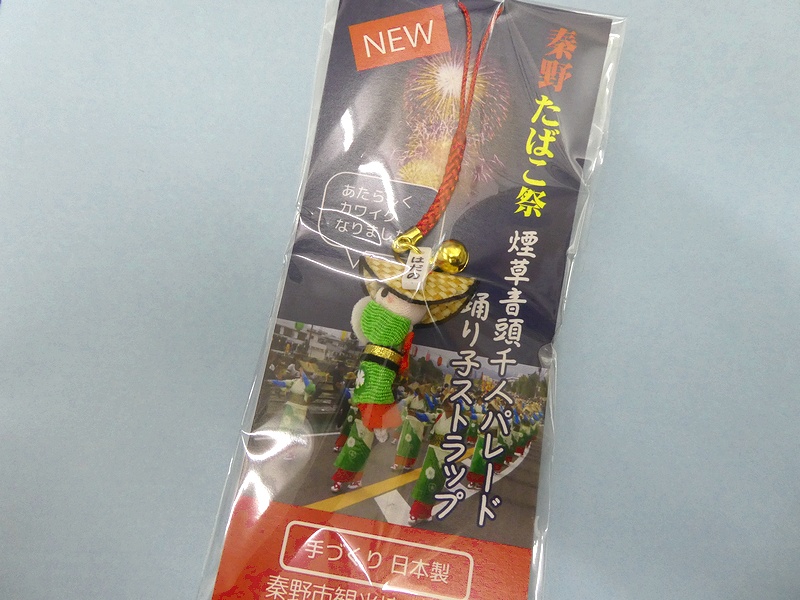 NEW
秦野
たばこ祭
煙草音頭千人パレード
踊り子ストラップ
あたらしく
カワイク
なりました
はだの
手づくり 日本製
秦野市観光